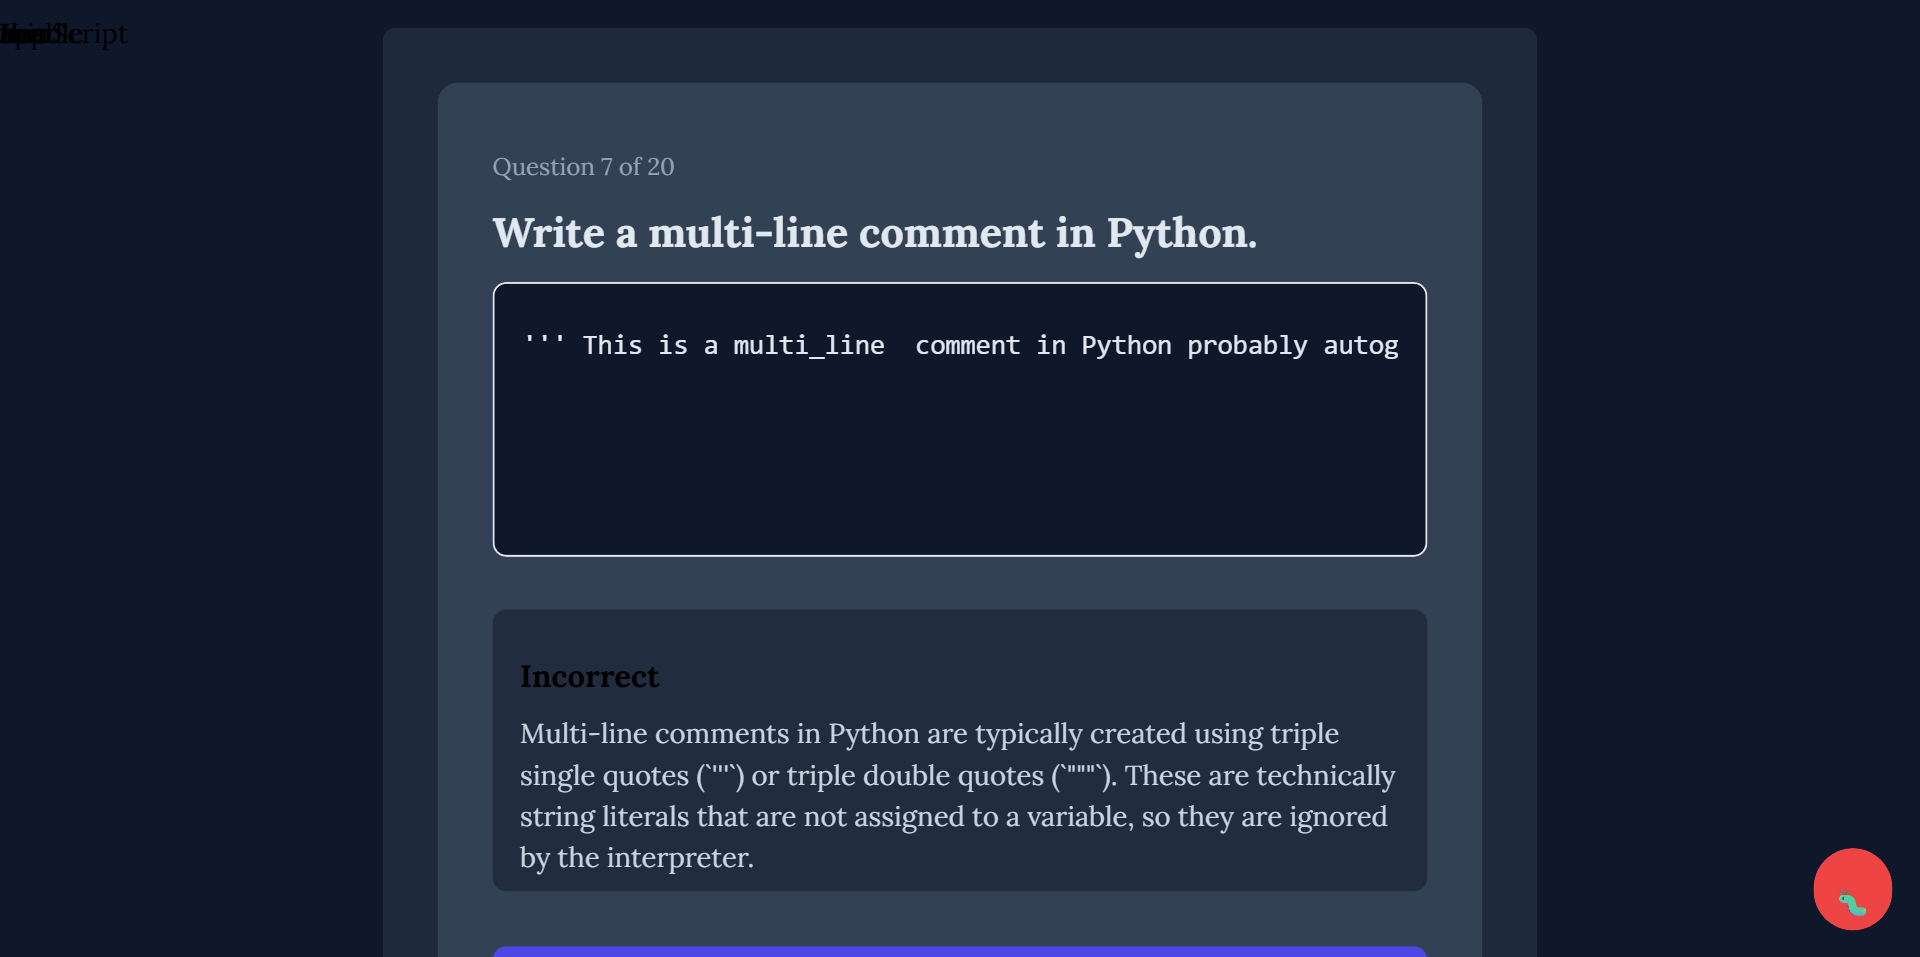 Question 7 of 20
Write a multi-line comment in Python.
''' This is a multi_line  comment in Python probably autog
Incorrect
Multi-line comments in Python are typically created using triple
single quotes (`'''`) or triple double quotes (`"""`). These are technically
string literals that are not assigned to a variable, so they are ignored
by the interpreter.